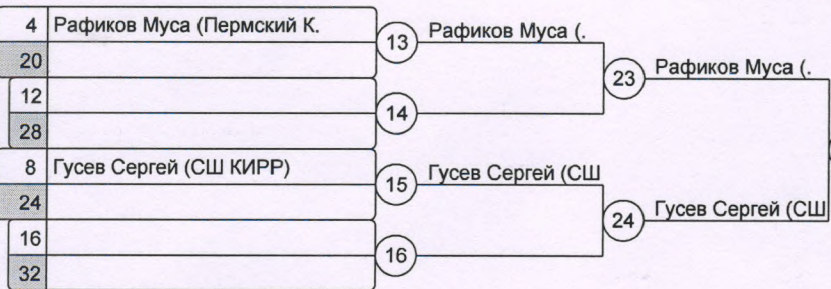 4 Рафиков Муса (Пермский К.
20
12
28
8 Гусев Сергей (СШ КИРР)
24
16
32
13 Рафиков Муса (.
14
15 Гусев Сергей (СШ
16
23 Рафиков Муса (.
24 Гусев Сергей (СШ